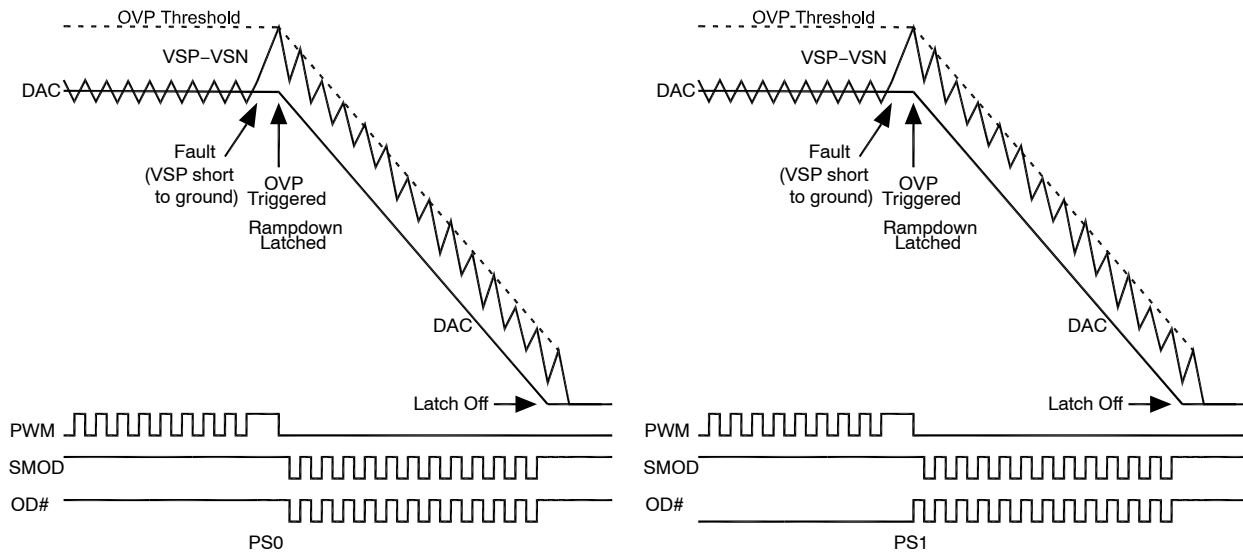 OVP Threshold
VSP–VSN
DAC
Fault
(VSP short
to ground)
OVP
Triggered
Rampdown
Latched
DAC
Latch Off
PWM
SMOD
OD#
PS0
OVP Threshold
VSP–VSN
DAC
Fault
(VSP short
to ground)
OVP
Triggered
Rampdown
Latched
DAC
Latch Off
PWM
SMOD
OD#
PS1